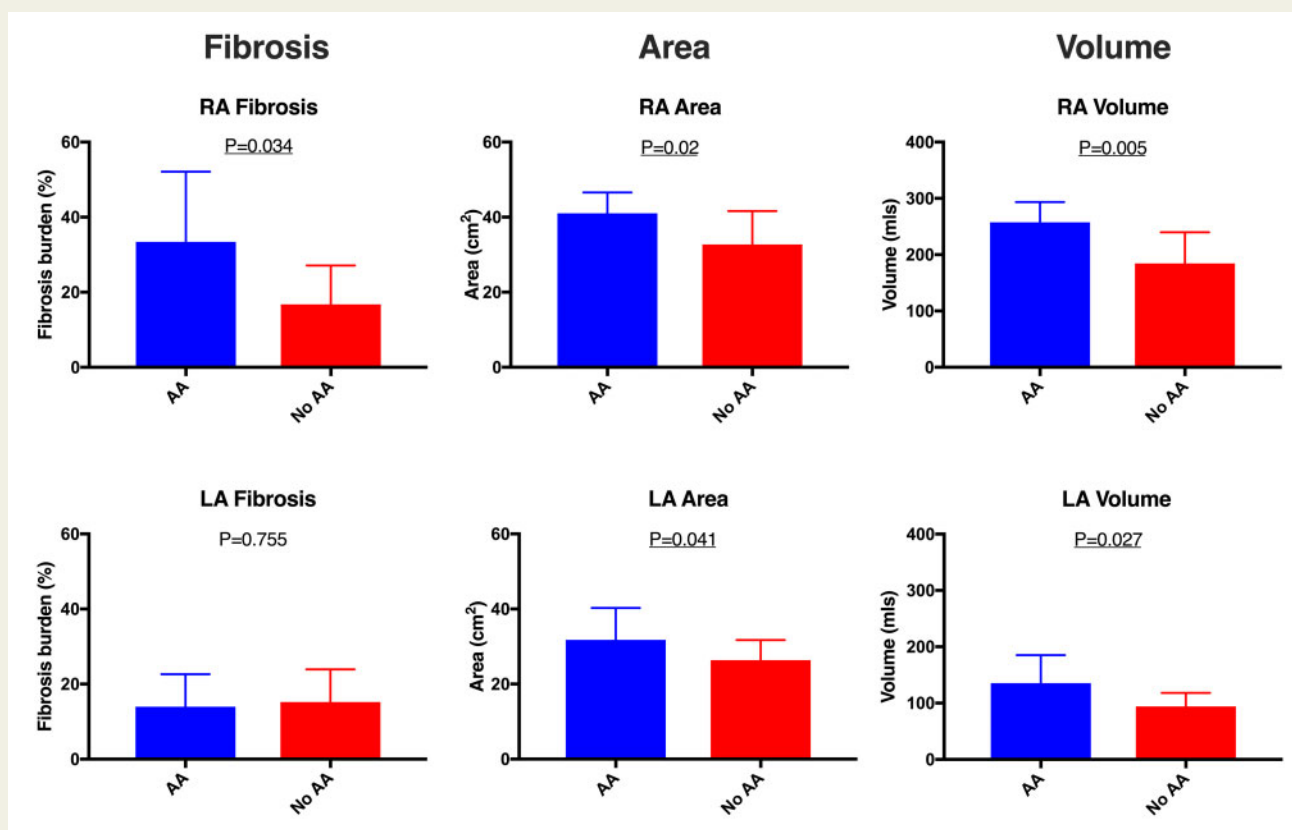 Fibrosis
Area
Volume
RA Fibrosis
P=0.034
Fibrosis burden (%)
60
40
20
0
AA
No AA
RA Area
P=0.02
Area (cm²)
60
40
20
0
AA
No AA
RA Volume
P=0.005
Volume (mls)
400
300
200
100
0
AA
No AA
LA Fibrosis
P=0.755
Fibrosis burden (%)
60
40
20
0
AA
No AA
LA Area
P=0.041
Area (cm²)
60
40
20
0
AA
No AA
LA Volume
P=0.027
Volume (mls)
400
300
200
100
0
AA
No AA